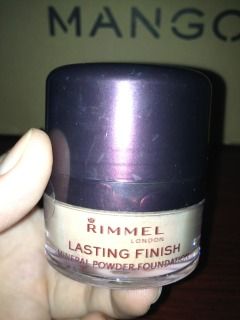 MANGO
RIMMEL
LONDON
LASTING FINISH
MINERAL POWDER FOUNDATION